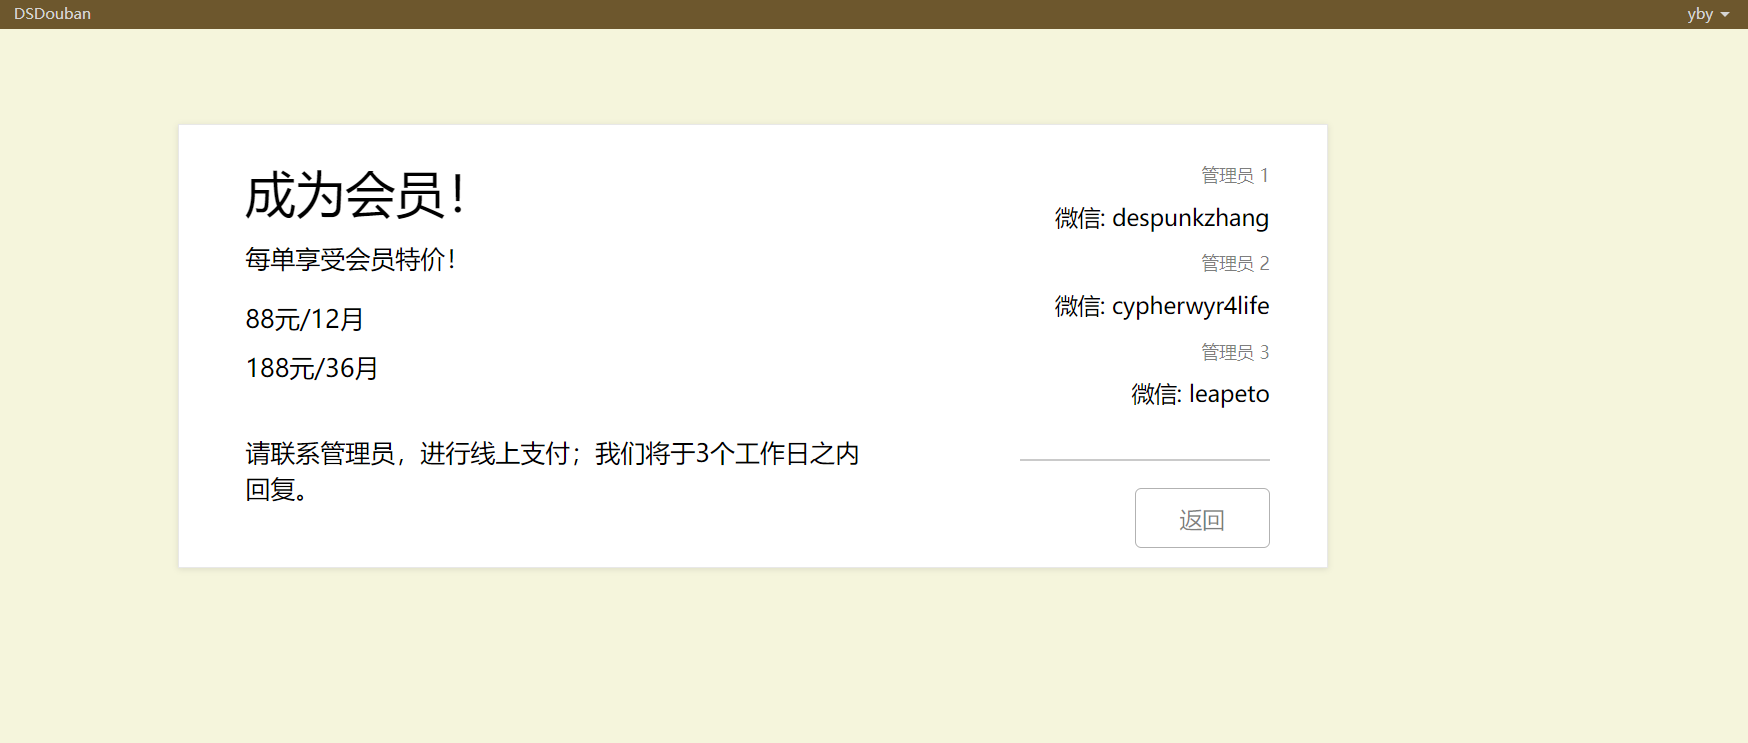 DSDouban
yby
成为会员！
每单享受会员特价！
88元/12月
188元/36月
请联系管理员，进行线上支付；我们将于3个工作日之内
回复。
管理员 1
微信: despunkzhang
管理员 2
微信: cypherwyr4life
管理员 3
微信: leapeto
返回